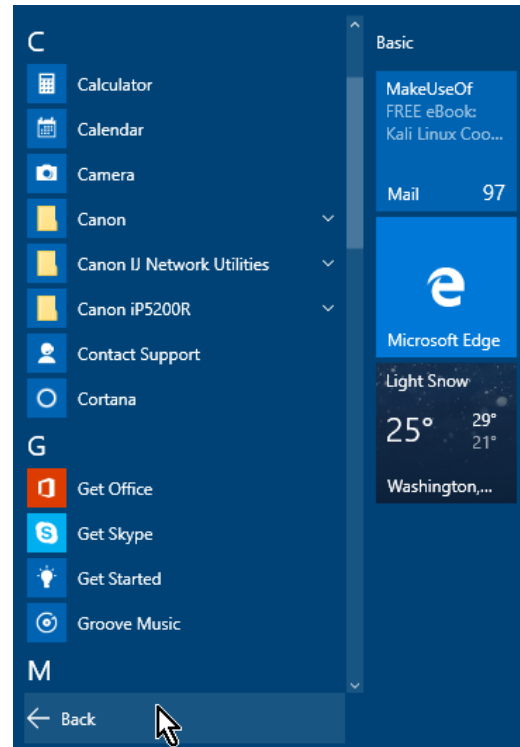 C
Calculator
Calendar
Camera
Canon
Canon IJ Network Utilities
Canon iP5200R
Contact Support
Cortana
G
Get Office
Get Skype
Get Started
Groove Music
M
Back
Basic
MakeUseOf
FREE eBook:
Kali Linux Coo...
Mail 97
Microsoft Edge
Light Snow
25° 29°
21°
Washington,...